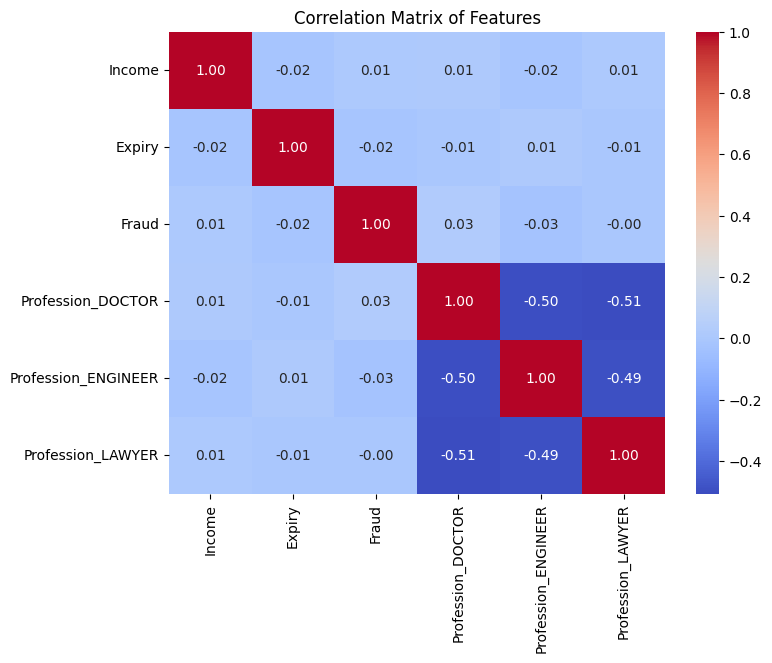 Correlation Matrix of Features
Income 1.00 -0.02 0.01 0.01 -0.02 0.01
Expiry -0.02 1.00 -0.02 -0.01 0.01 -0.01
Fraud 0.01 -0.02 1.00 0.03 -0.03 -0.00
Profession_DOCTOR 0.01 -0.01 0.03 1.00 -0.50 -0.51
Profession_ENGINEER -0.02 0.01 -0.03 -0.50 1.00 -0.49
Profession_LAWYER 0.01 -0.01 -0.00 -0.51 -0.49 1.00
Income
Expiry
Fraud
Profession_DOCTOR
Profession_ENGINEER
Profession_LAWYER
1.0
0.8
0.6
0.4
0.2
0.0
−0.2
−0.4